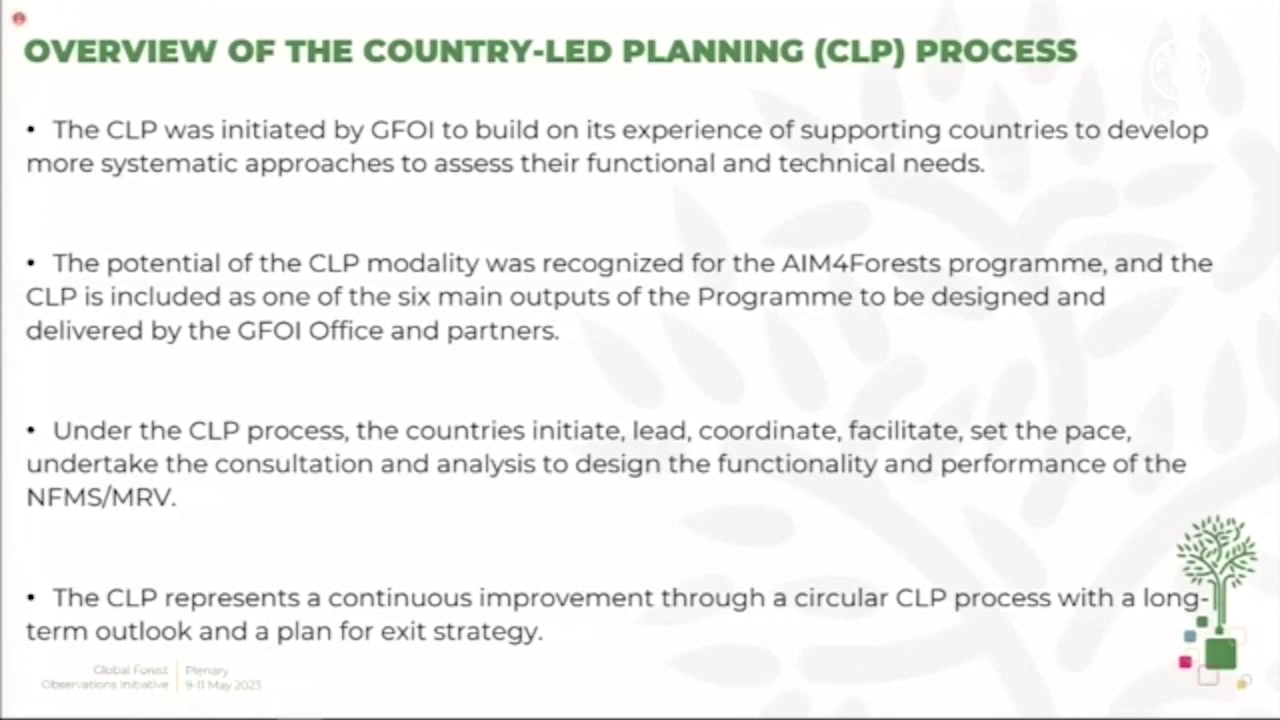 OVERVIEW OF THE COUNTRY-LED PLANNING (CLP) PROCESS
• The CLP was initiated by GFOI to build on its experience of supporting countries to develop
more systematic approaches to assess their functional and technical needs.
• The potential of the CLP modality was recognized for the AIM4Forests programme, and the
CLP is included as one of the six main outputs of the Programme to be designed and
delivered by the GFOI Office and partners.
• Under the CLP process, the countries initiate, lead, coordinate, facilitate, set the pace,
undertake the consultation and analysis to design the functionality and performance of the
NFMS/MRV.
• The CLP represents a continuous improvement through a circular CLP process with a long-
term outlook and a plan for exit strategy.
Global Forest
Observations Initiative
Plenary
9-11 May 2023